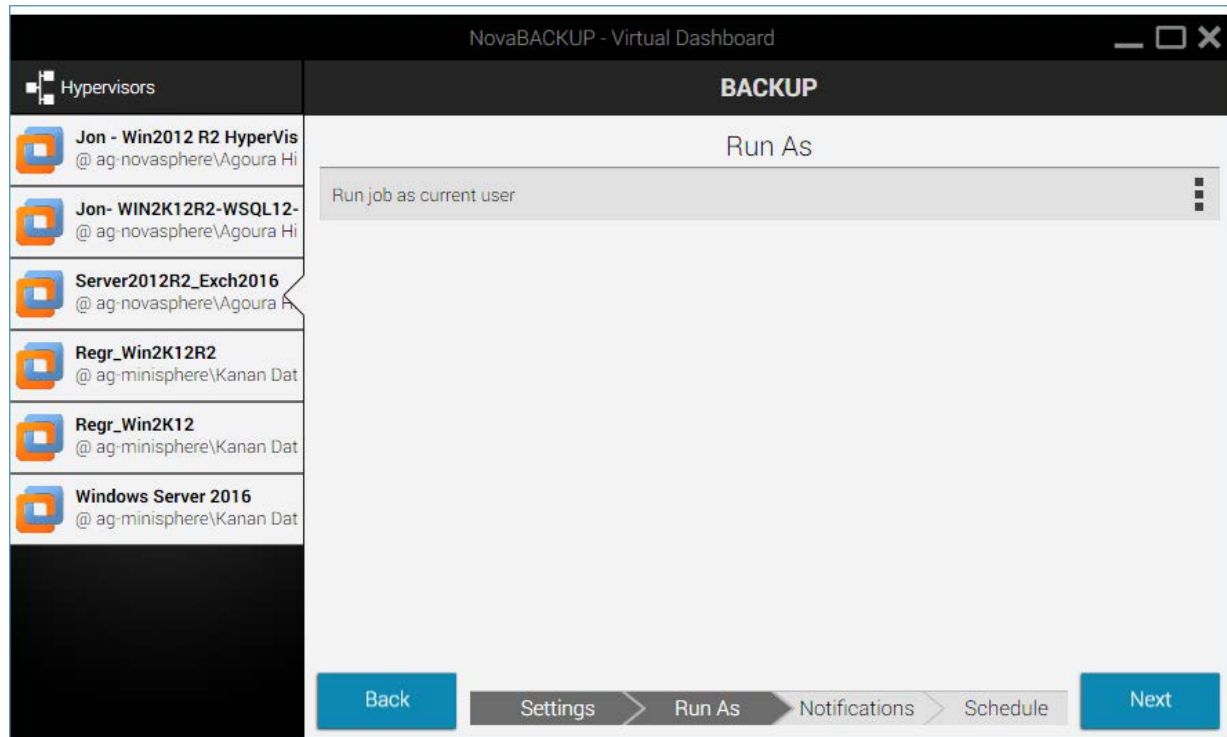 NovaBACKUP - Virtual Dashboard
Hypervisors
BACKUP
Jon - Win2012 R2 HyperVis
@ ag-novasphere\Agoura Hi
Jon- WIN2K12R2-WSQL12-
@ ag-novasphere\Agoura Hi
Server2012R2_Exch2016
@ ag-novasphere\Agoura H
Regr_Win2K12R2
@ ag-minisphere\Kanan Dat
Regr_Win2K12
@ ag-minisphere\Kanan Dat
Windows Server 2016
@ ag-minisphere\Kanan Dat
Run As
Run job as current user
Back
Settings
Run As
Notifications
Schedule
Next